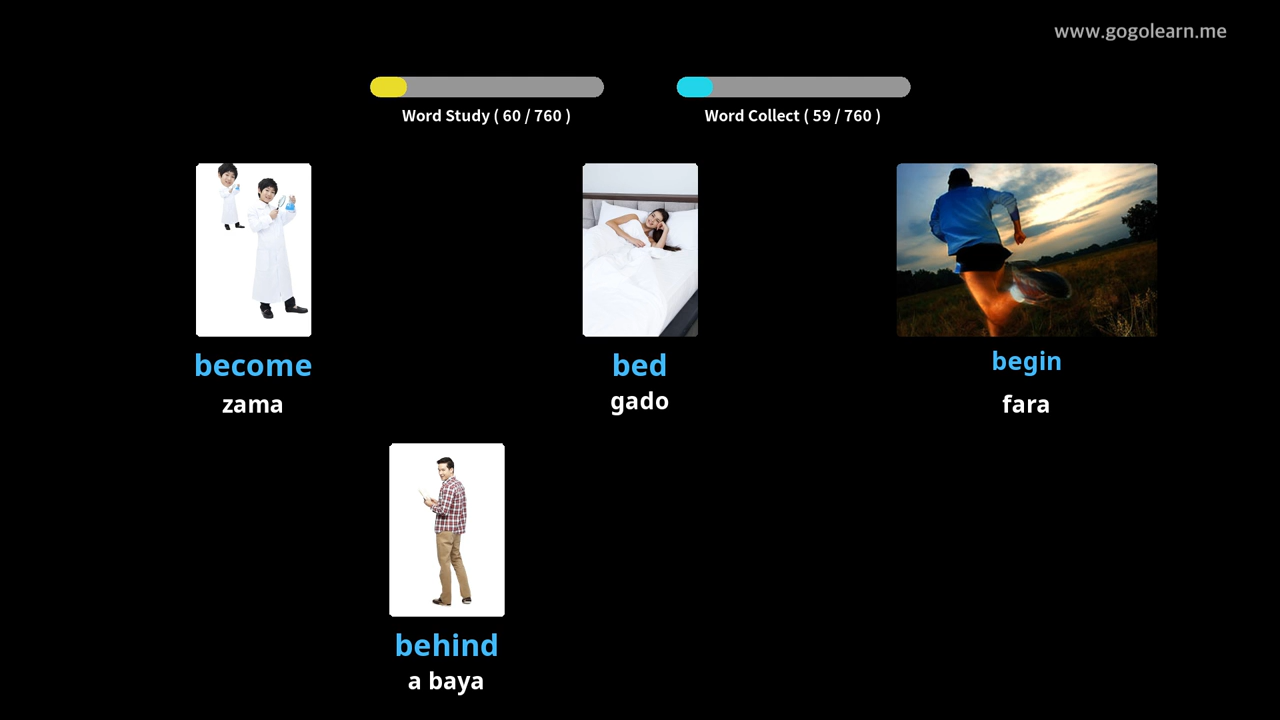 www.gogolearn.me
Word Study ( 60 / 760 )
Word Collect ( 59 / 760 )
become
zama
bed
gado
begin
fara
behind
a baya